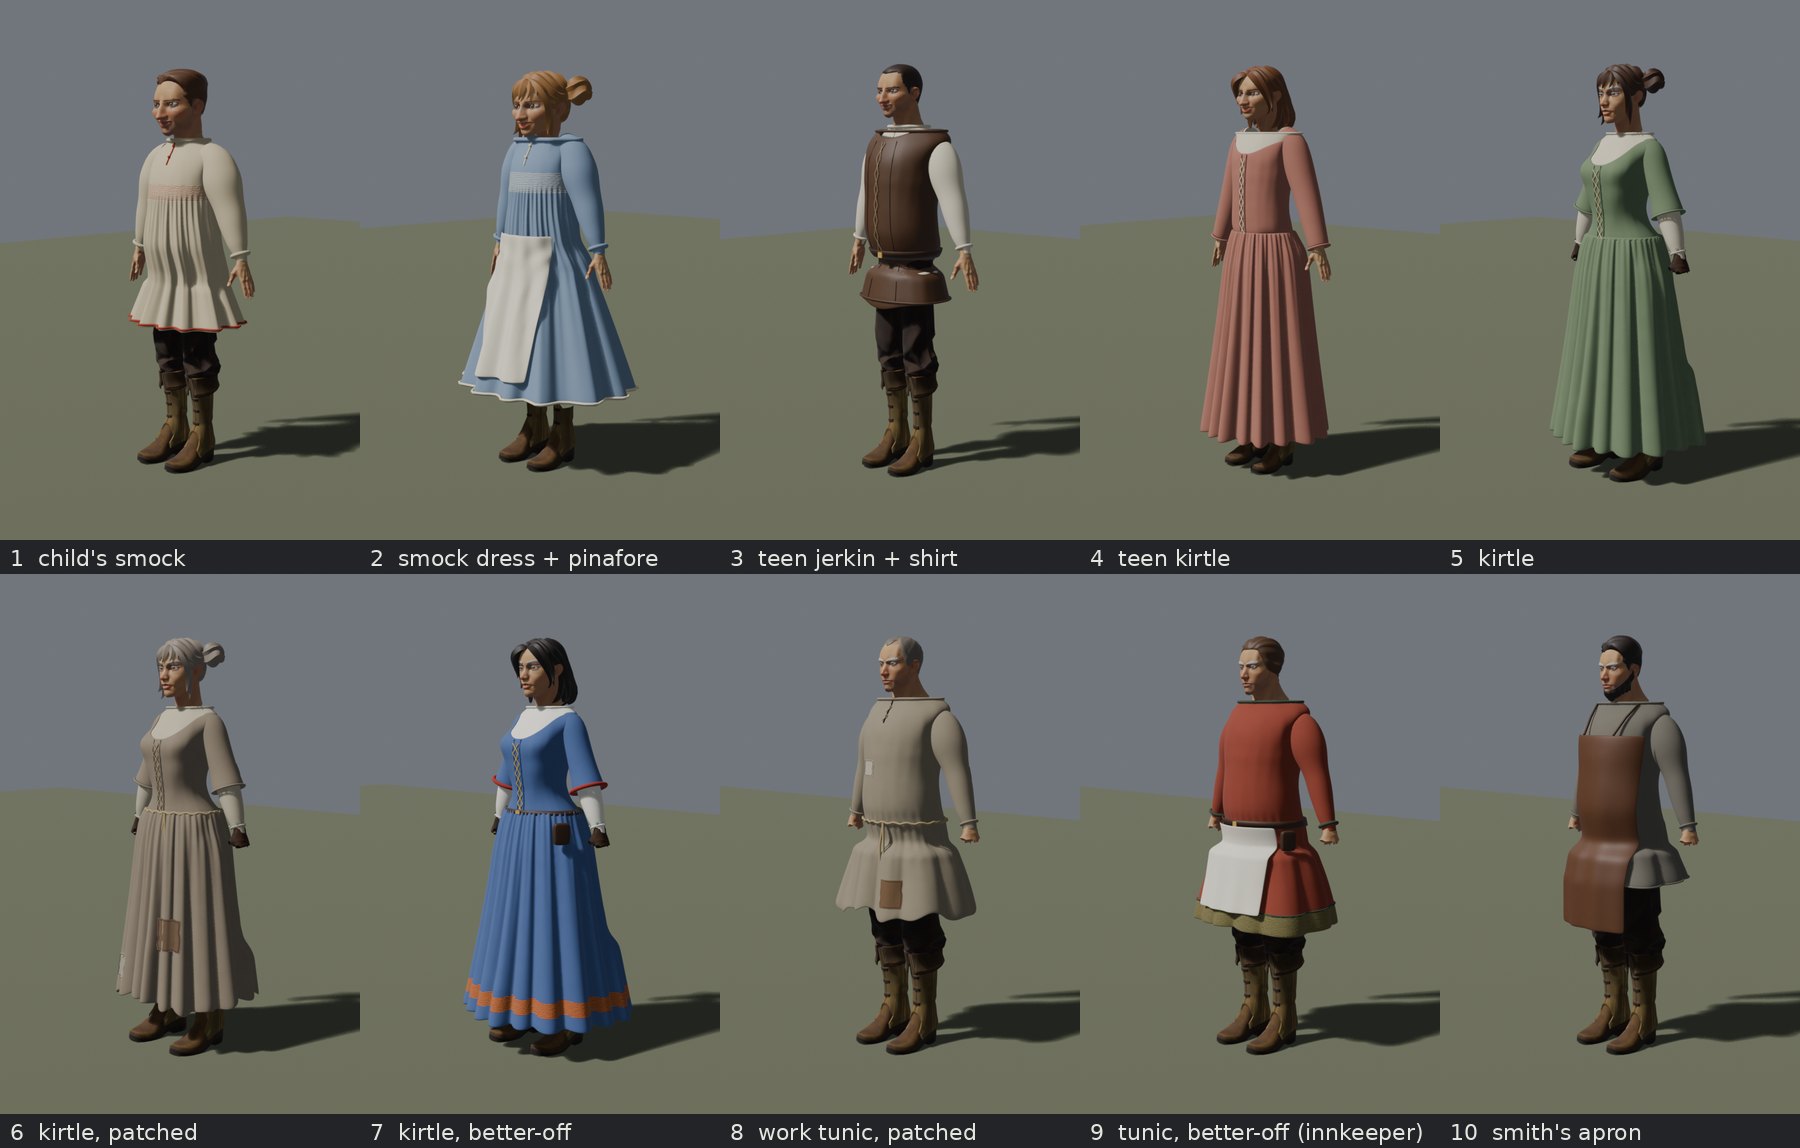 1 child's smock
2 smock dress + pinafore
3 teen jerkin + shirt
4 teen kirtle
5 kirtle
6 kirtle, patched
7 kirtle, better-off
8 work tunic, patched
9 tunic, better-off (innkeeper)
10 smith's apron